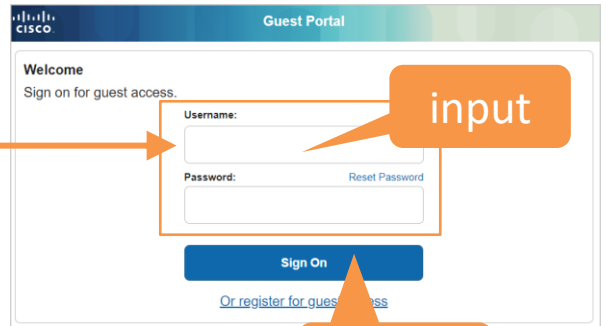 CISCO
Guest Portal
Welcome
Sign on for guest access.
input
Username:
Password: Reset Password
Sign On
Or register for